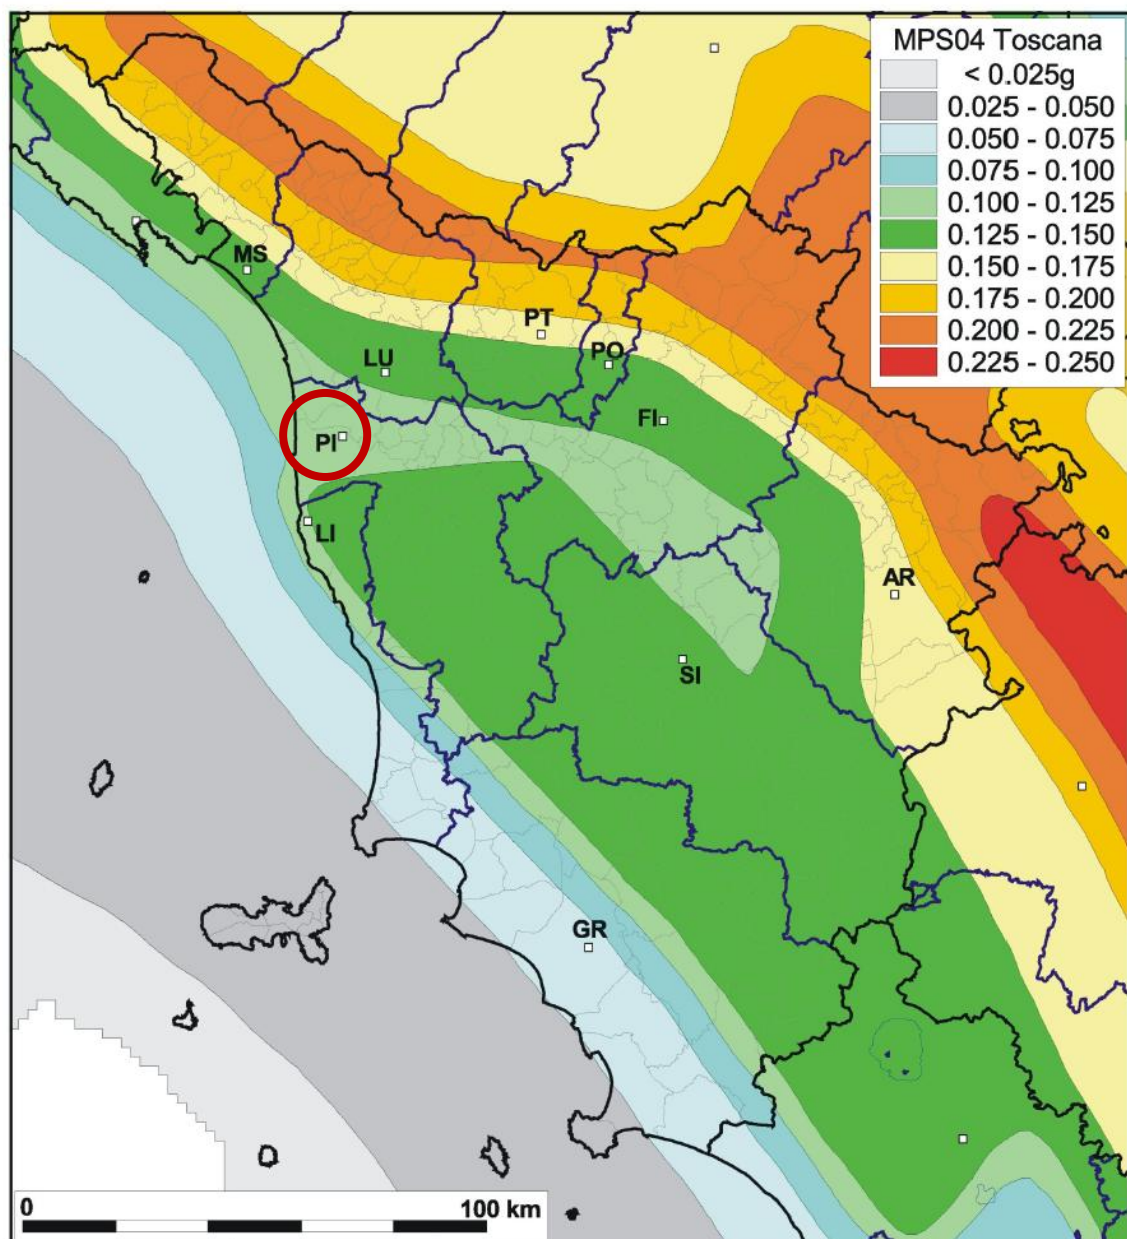 MPS04 Toscana
< 0.025g
0.025 - 0.050
0.050 - 0.075
0.075 - 0.100
0.100 - 0.125
0.125 - 0.150
0.150 - 0.175
0.175 - 0.200
0.200 - 0.225
0.225 - 0.250
MS
PT
LU
PO
FI
PI
LI
AR
SI
GR
0 100 km